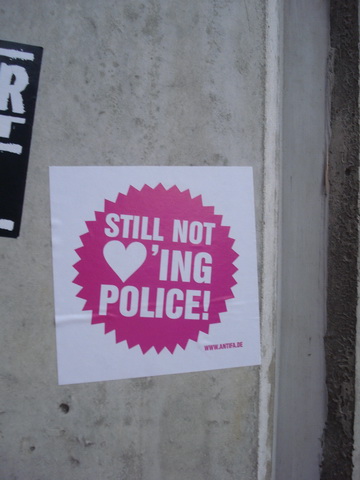 STILL NOT
♥'ING
POLICE!
WWW.ANTIFA.DE
R